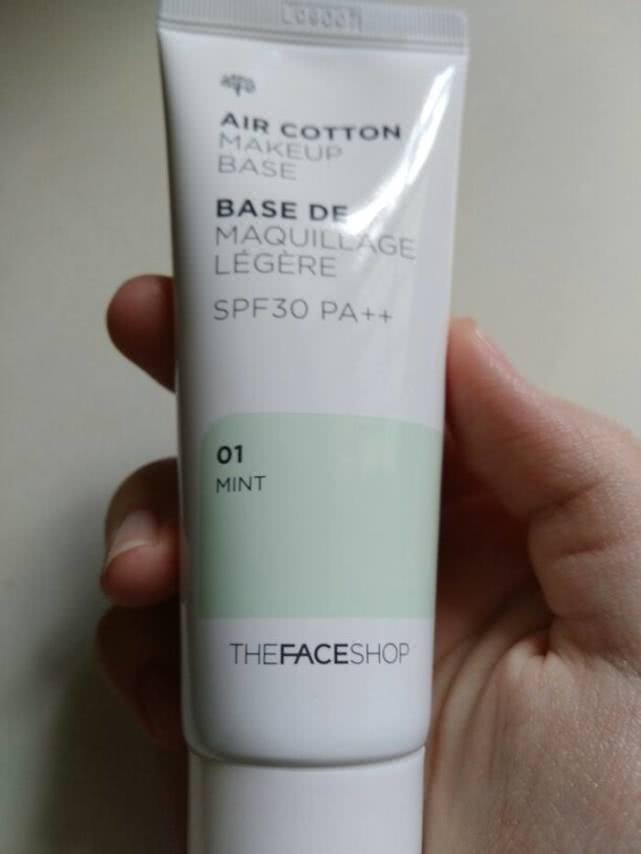 AIR COTTON
MAKEUP
BASE
BASE DE
MAQUILLAGE
LÉGÈRE
SPF30 PA++
01
MINT
THEFACESHOP